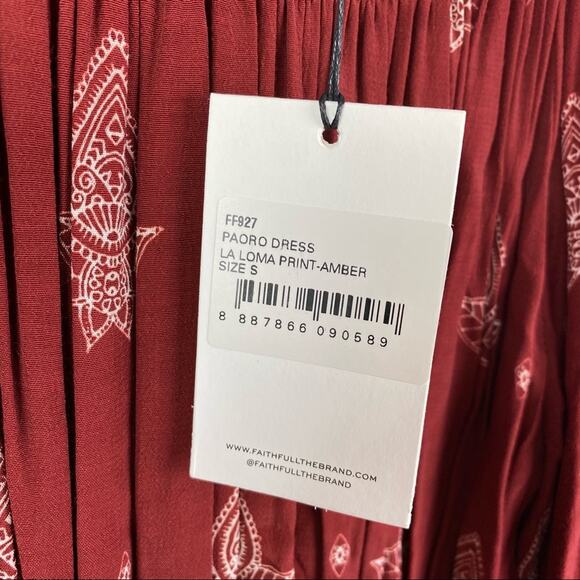 FF927
PAORO DRESS
LA LOMA PRINT-AMBER
SIZE S
8 887866 090589
WWW.FAITHFULLTHEBRAND.COM
@FAITHFULLTHEBRAND